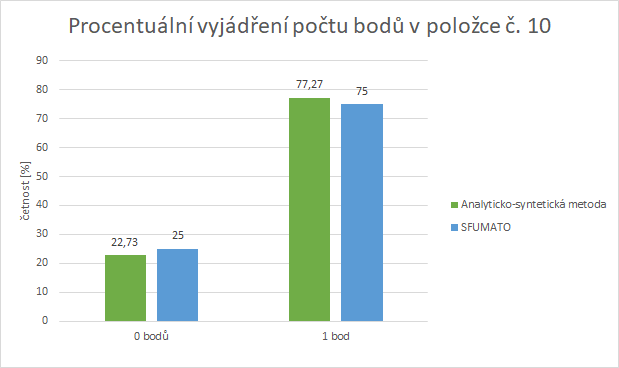 Procentuální vyjádření počtu bodů v položce č. 10
četnost [%]
90
80
70
60
50
40
30
20
10
0
22,73
25
77,27
75
0 bodů
1 bod
Analyticko-syntetická metoda
SFUMATO